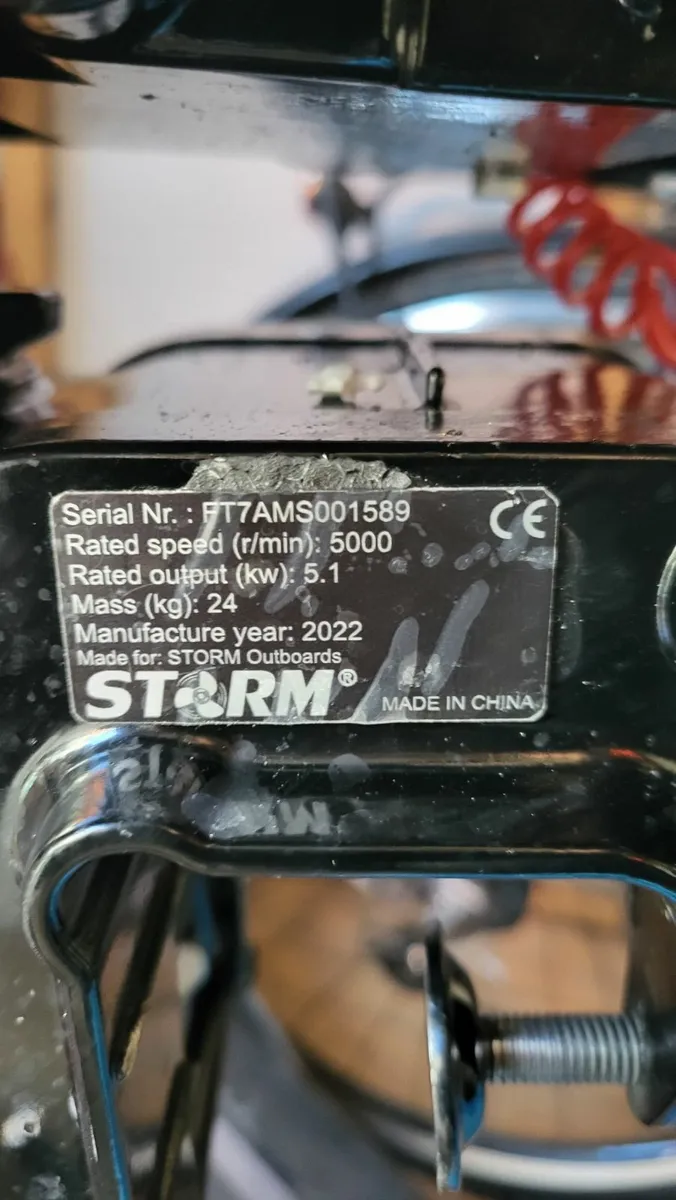 Serial Nr. : FT7AMS001589
CE
Rated speed (r/min): 5000
Rated output (kw): 5.1
Mass (kg): 24
Manufacture year: 2022
Made for: STORM Outboards
STORM®
MADE IN CHINA